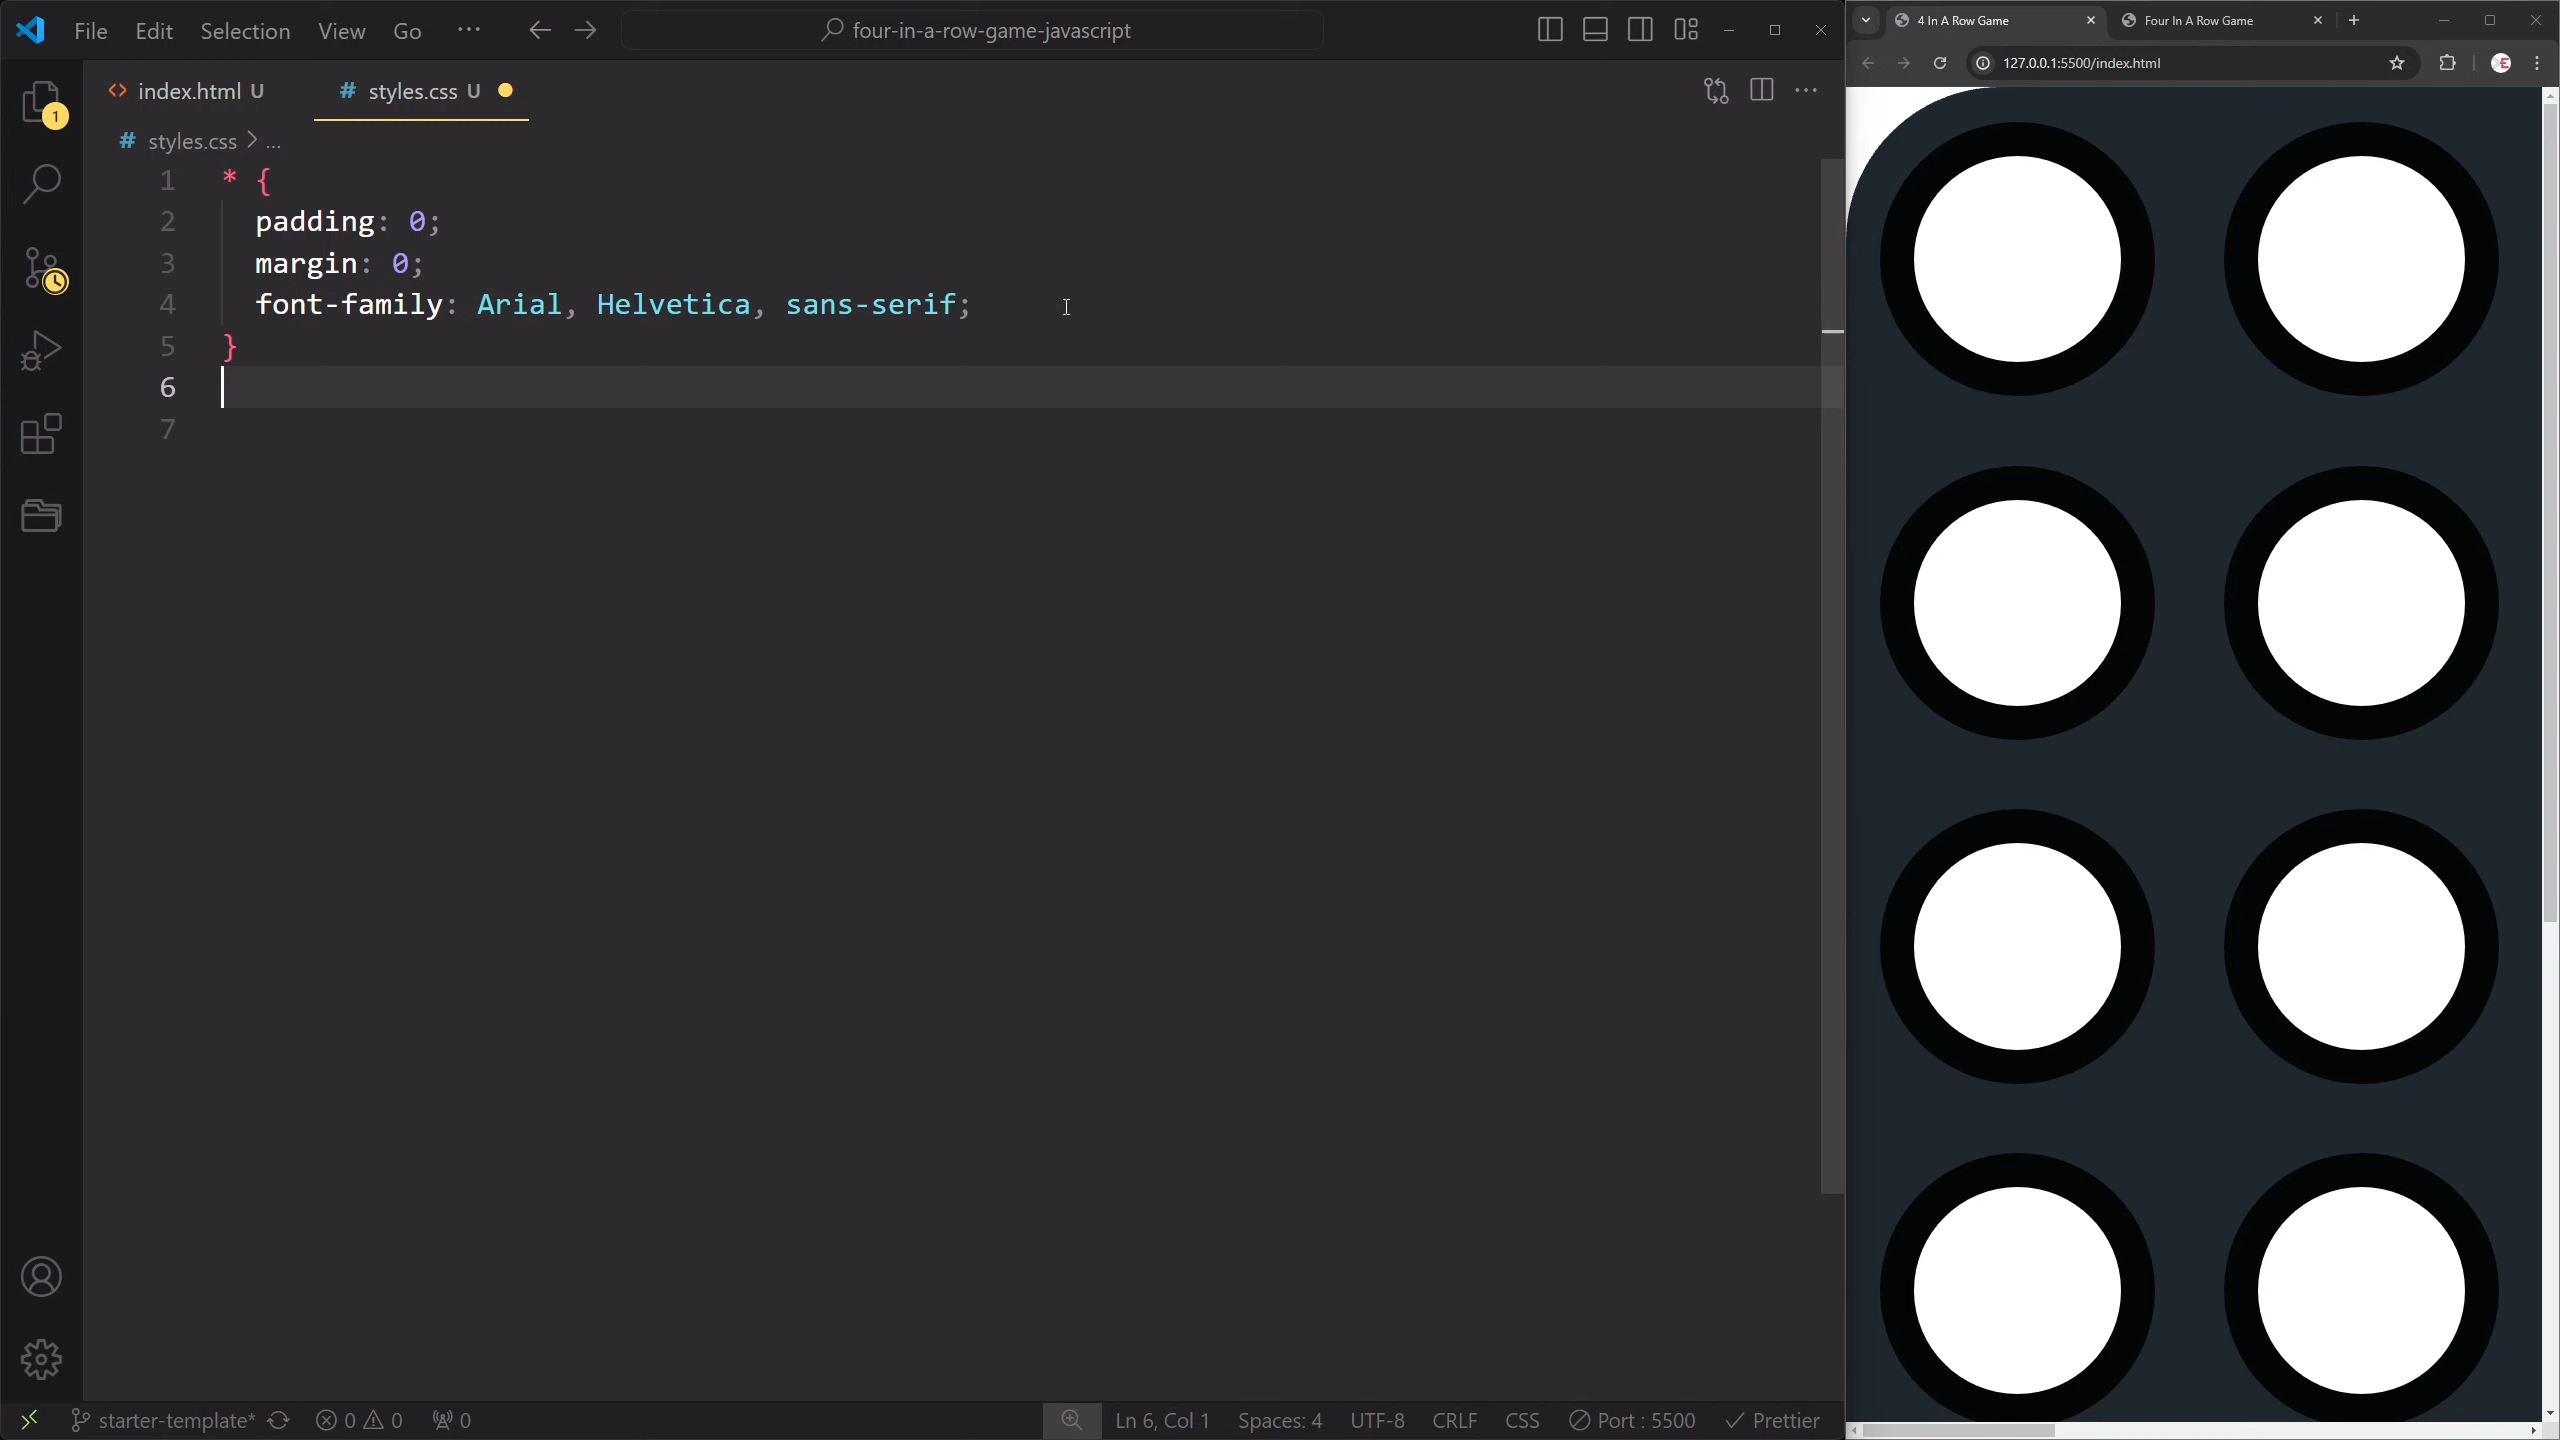 File Edit Selection View Go ··· four-in-a-row-game-javascript
4 In A Row Game Four In A Row Game
127.0.0.1:5500/index.html
index.html U # styles.css U
1
# styles.css > ...
1 * {
2 padding: 0;
3 margin: 0;
4 font-family: Arial, Helvetica, sans-serif;
5 }
6
7
starter-template* 0 0 0 Ln 6, Col 1 Spaces: 4 UTF-8 CRLF CSS Port : 5500 Prettier